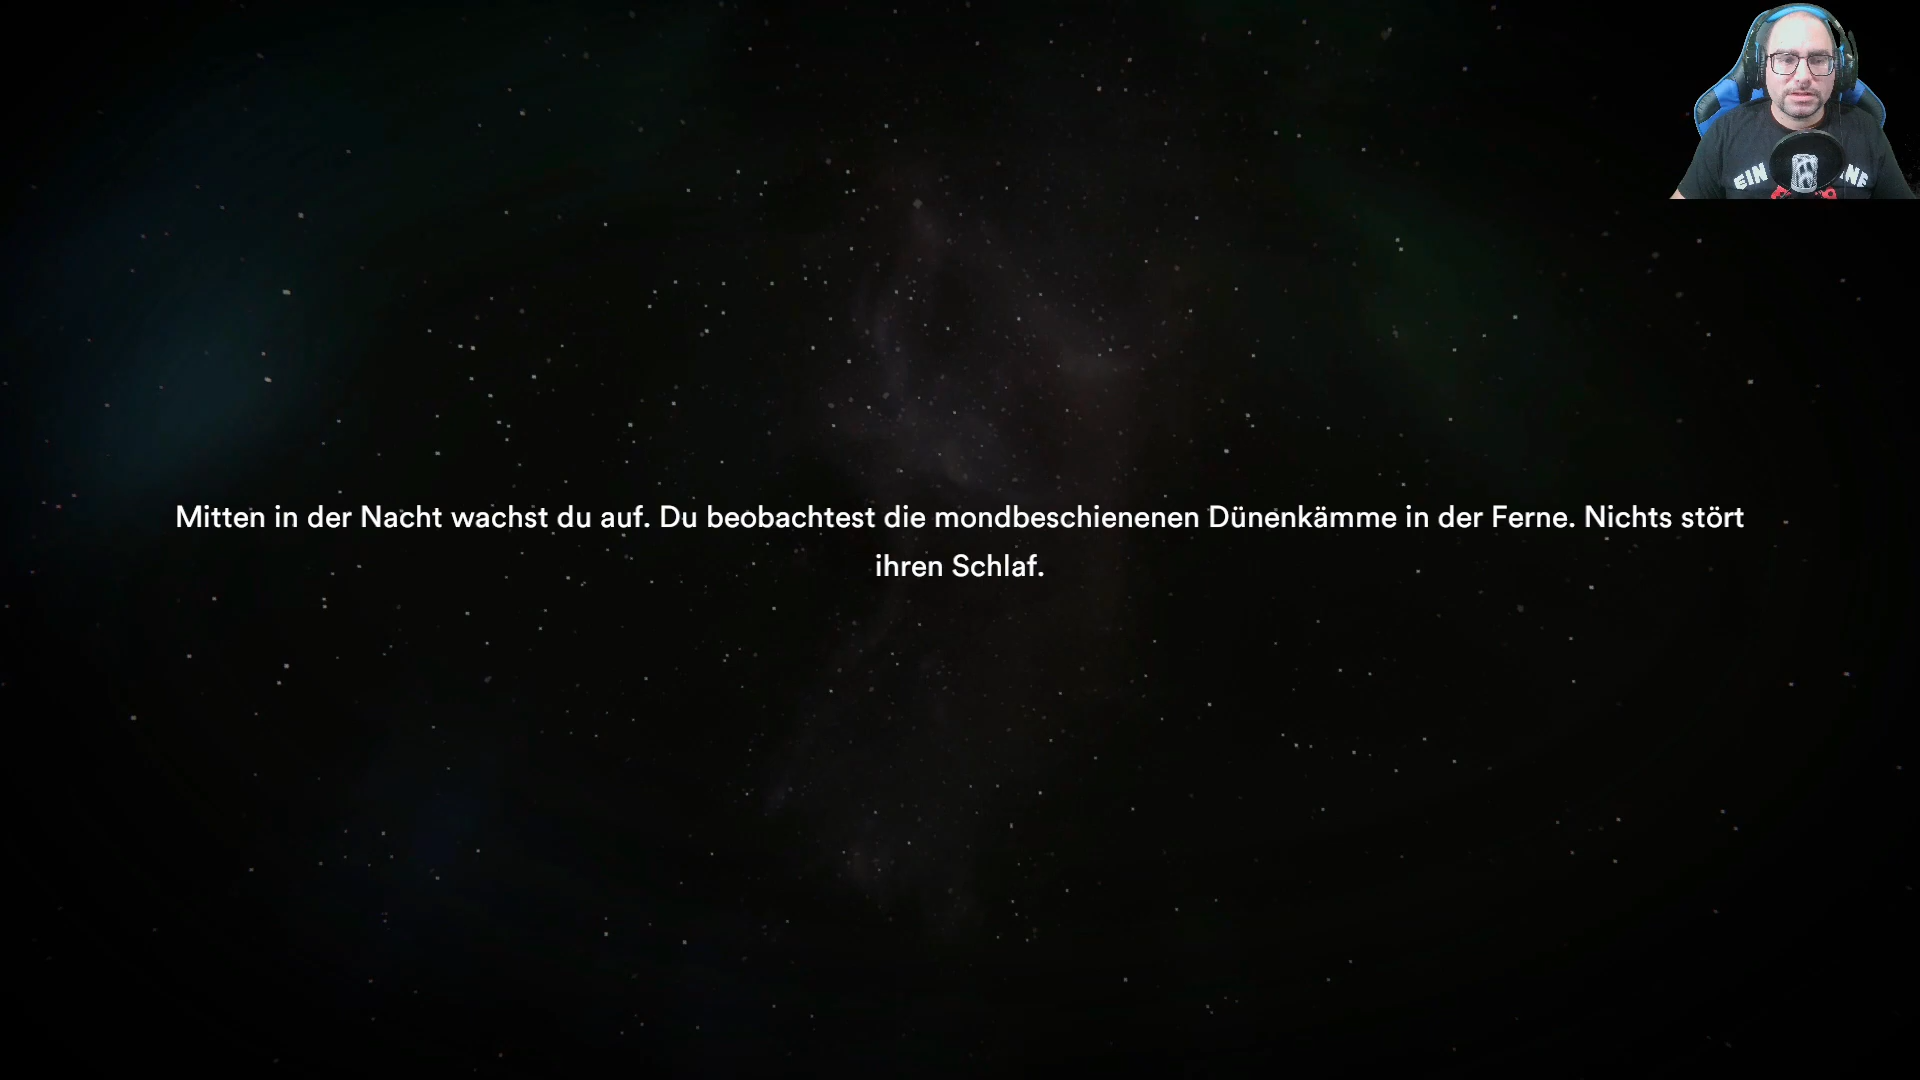 EIN
Mitten in der Nacht wachst du auf. Du beobachtest die mondbeschienenen Dünenkämme in der Ferne. Nichts stört
ihren Schlaf.